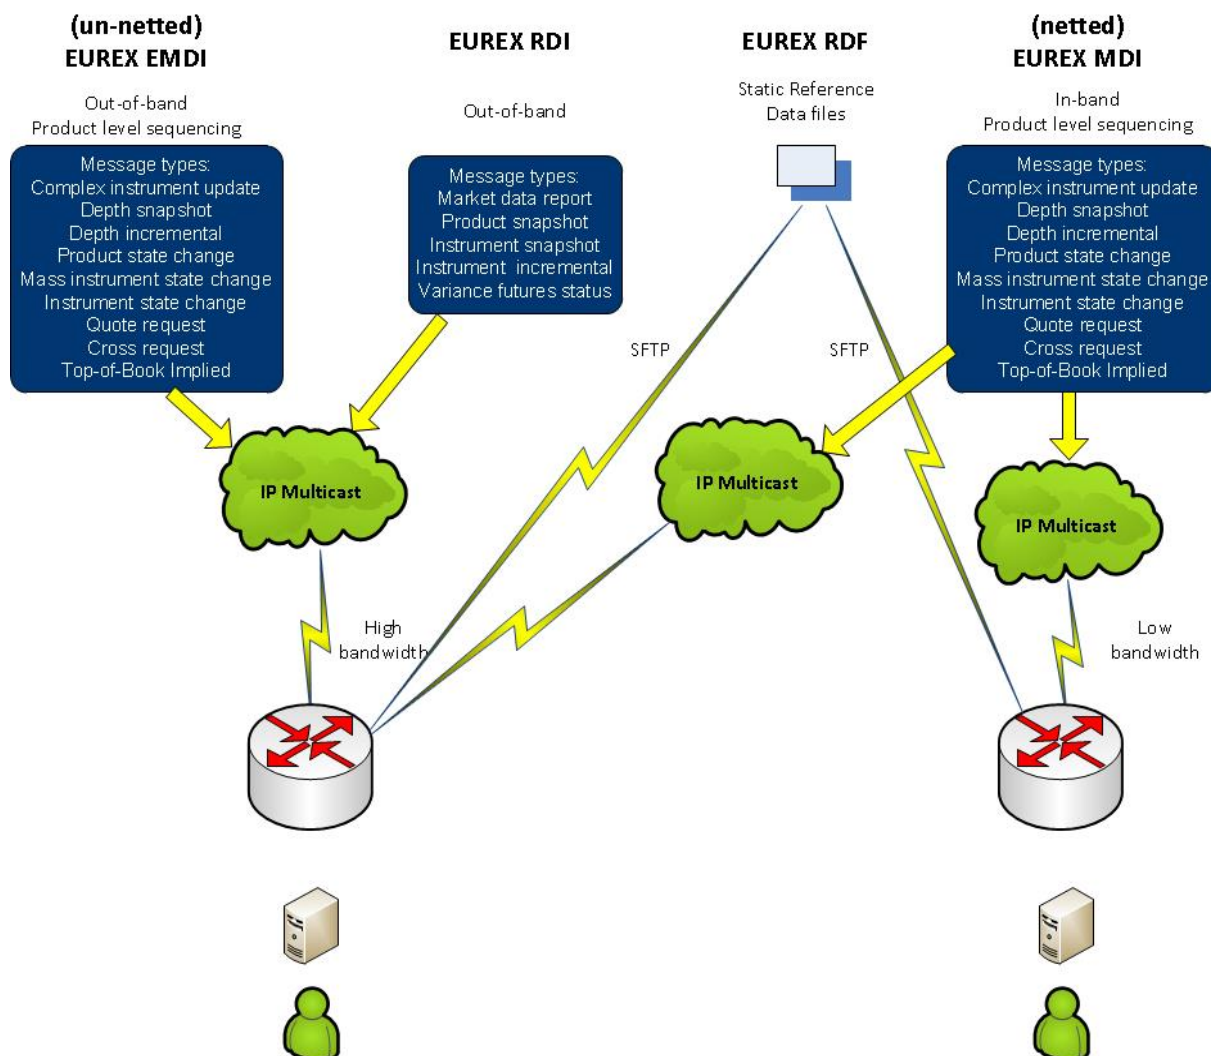 (un-netted)
EUREX EMDI
Out-of-band
Product level sequencing
Message types:
Complex instrument update
Depth snapshot
Depth incremental
Product state change
Mass instrument state change
Instrument state change
Quote request
Cross request
Top-of-Book Implied
EUREX RDI
Out-of-band
Message types:
Market data report
Product snapshot
Instrument snapshot
Instrument incremental
Variance futures status
EUREX RDF
Static Reference
Data files
(netted)
EUREX MDI
In-band
Product level sequencing
Message types:
Complex instrument update
Depth snapshot
Depth incremental
Product state change
Mass instrument state change
Instrument state change
Quote request
Cross request
Top-of-Book Implied
SFTP
SFTP
IP Multicast
IP Multicast
IP Multicast
High
bandwidth
Low
bandwidth